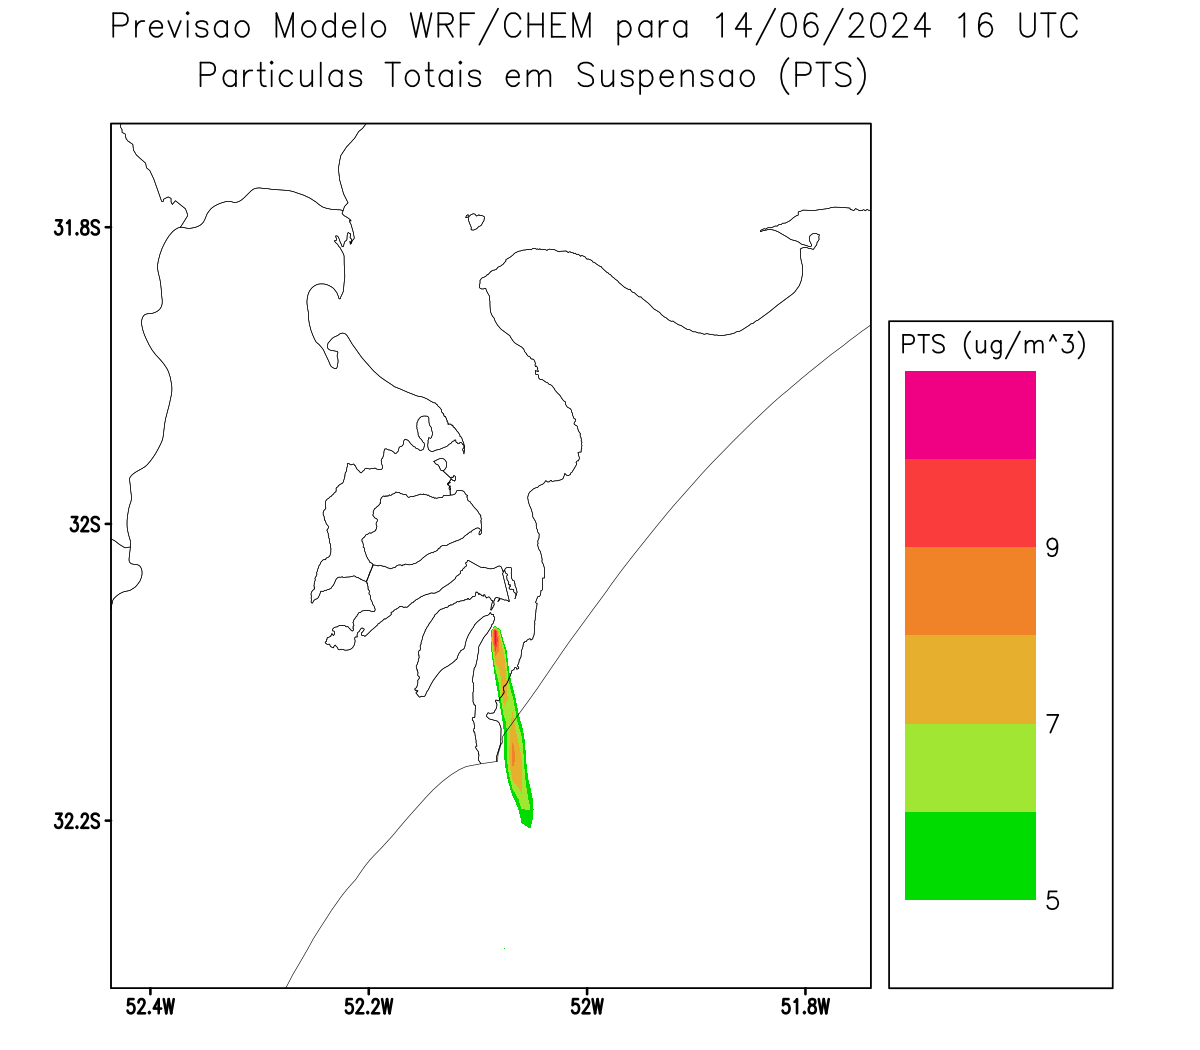 Previsao Modelo WRF/CHEM para 14/06/2024 16 UTC
Particulas Totais em Suspensao (PTS)
31.8S
32S
32.2S
52.4W
52.2W
52W
51.8W
PTS (ug/m^3)
9
7
5